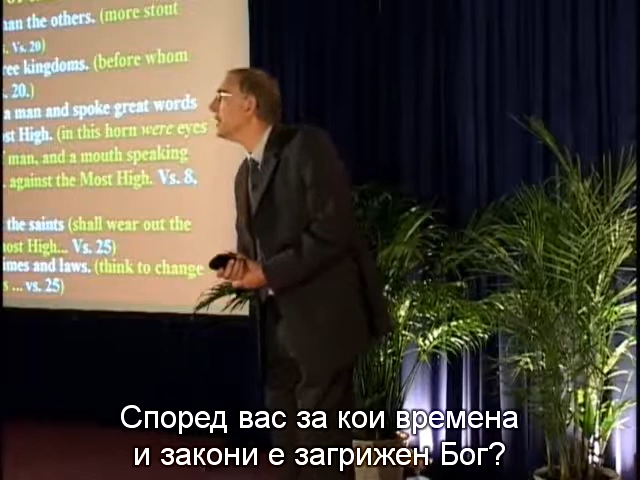 han the others. (more stout
s. Vs. 20)
ree kingdoms. (before whom
. 20.)
a man and spoke great words
ost High. (in this horn were eyes
man, and a mouth speaking
. against the Most High. Vs. 8,
the saints (shall wear out the
most High... Vs. 25)
imes and laws. (think to change
s ... vs. 25)
Според вас за кои времена
и закони е загрижен Бог?